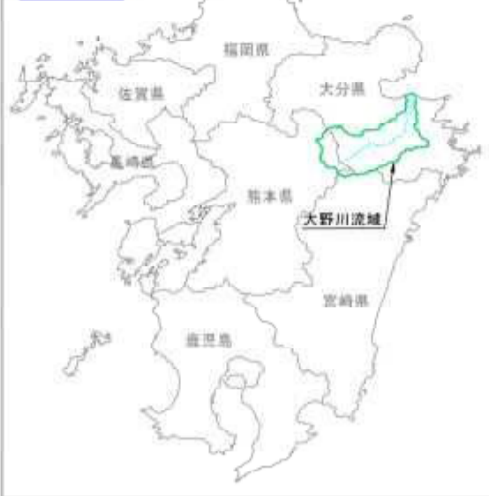 福岡県
佐賀県
大分県
長崎県
熊本県
大野川流域
宮崎県
鹿児島